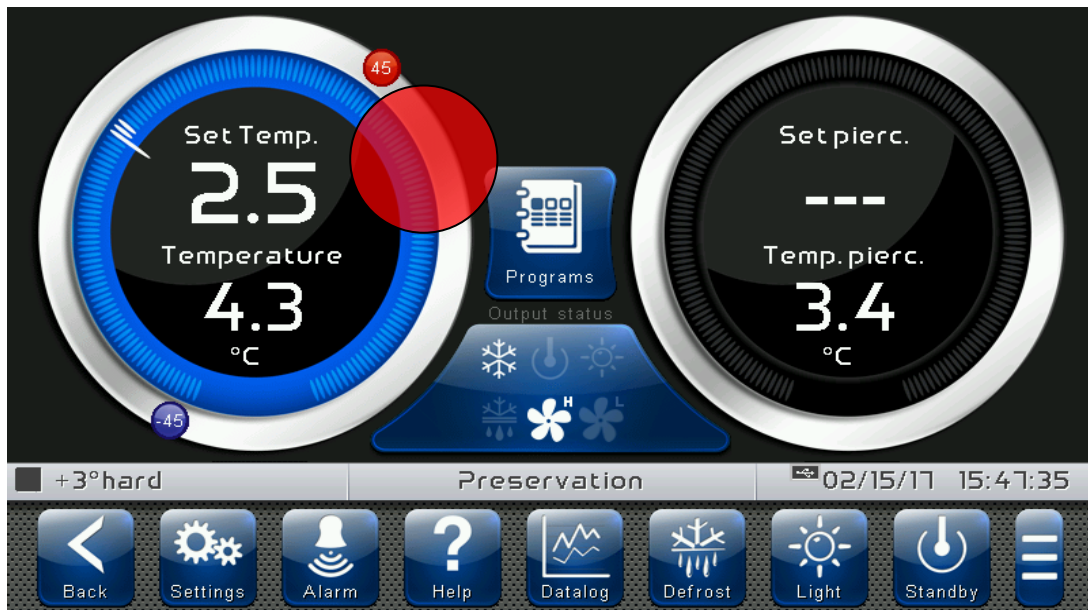 45
Set Temp.
2.5
Temperature
4.3
°C
-45
Set pierc.
---
Temp. pierc.
3.4
°C
Programs
Output status
H
L
+3°hard
Preservation
02/15/17 15:47:35
Back
Settings
Alarm
?
Help
Datalog
Defrost
Light
Standby